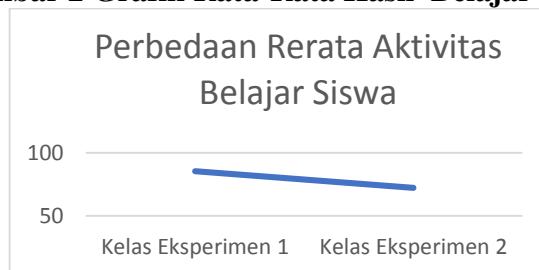 Perbedaan Rerata Aktivitas
Belajar Siswa
100
50
Kelas Eksperimen 1
Kelas Eksperimen 2